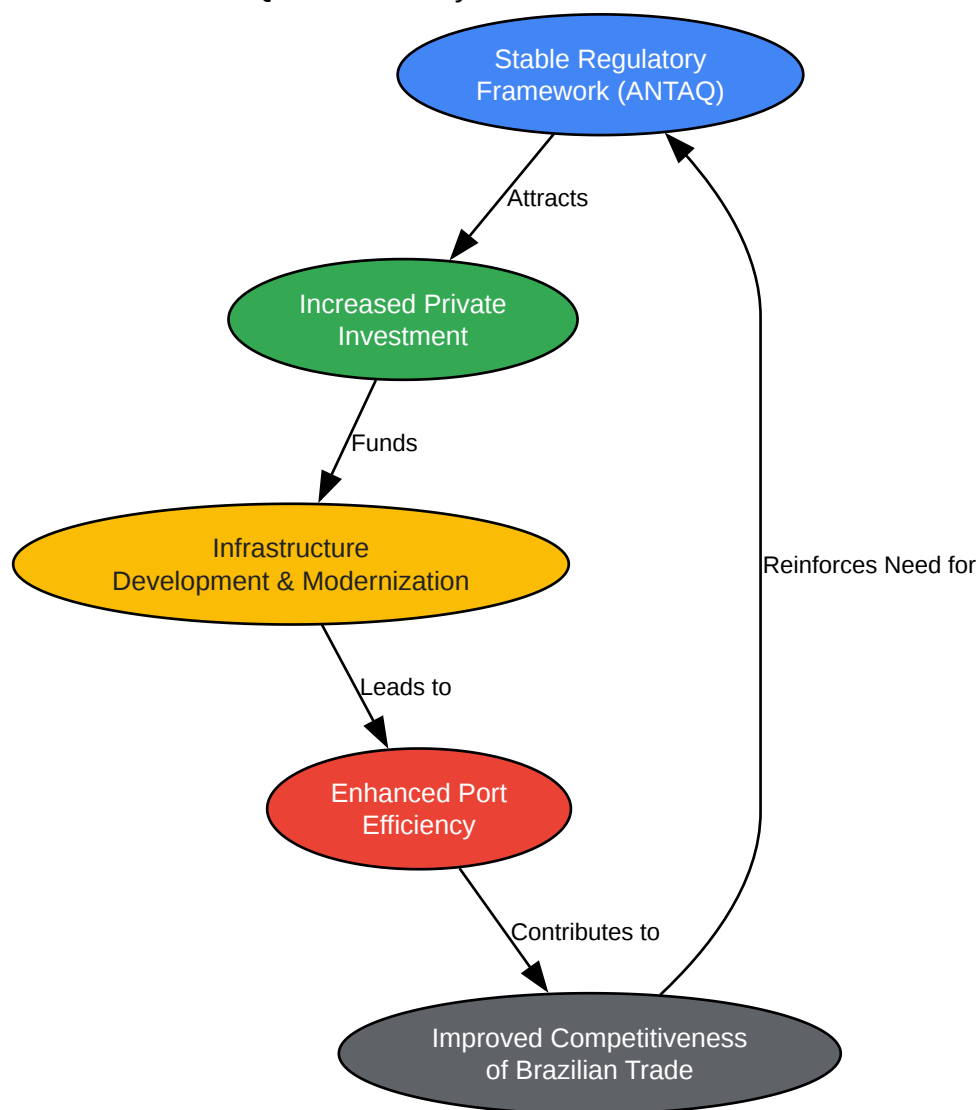 Stable Regulatory
Framework (ANTAQ)
Attracts
Increased Private
Investment
Funds
Infrastructure
Development & Modernization
Reinforces Need for
Leads to
Enhanced Port
Efficiency
Contributes to
Improved Competitiveness
of Brazilian Trade